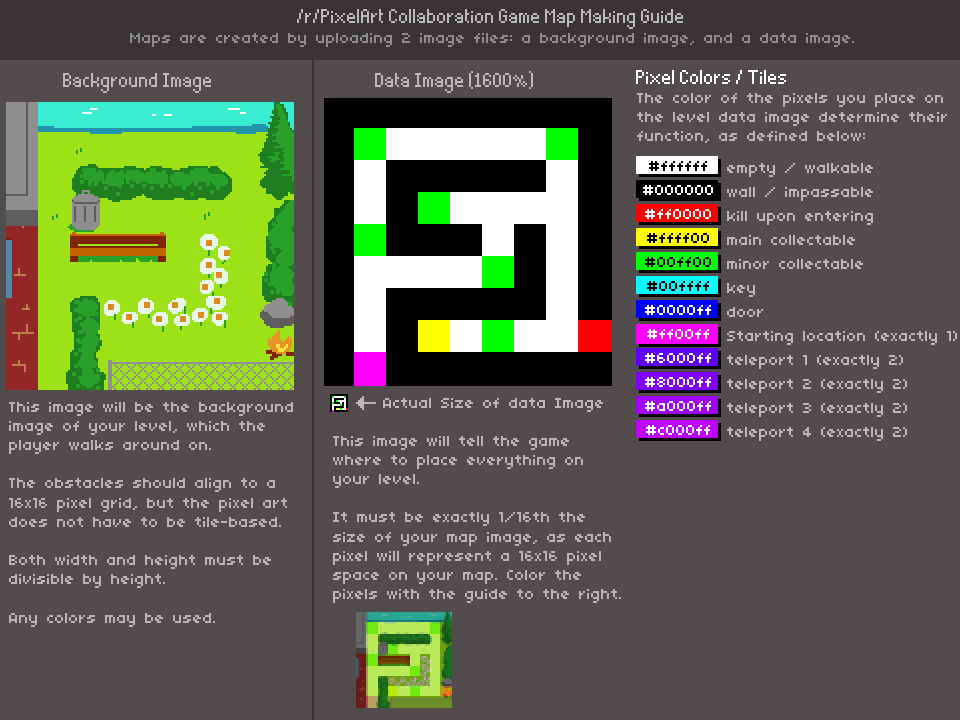 /r/PixelArt Collaboration Game Map Making Guide
Maps are created by uploading 2 image files: a background image, and a data image.
Background Image
This image will be the background
image of your level, which the
player walks around on.
The obstacles should align to a
16x16 pixel grid, but the pixel art
does not have to be tile-based.
Both width and height must be
divisible by height.
Any colors may be used.
Data Image (1600%)
Actual Size of data Image
This image will tell the game
where to place everything on
your level.
It must be exactly 1/16th the
size of your map image, as each
pixel will represent a 16x16 pixel
space on your map. Color the
pixels with the guide to the right.
Pixel Colors / Tiles
The color of the pixels you place on
the level data image determine their
function, as defined below:
#ffffff empty / walkable
#000000 wall / impassable
#ff0000 kill upon entering
#ffff00 main collectable
#00ff00 minor collectable
#00ffff key
#0000ff door
#ff00ff Starting location (exactly 1)
#6000ff teleport 1 (exactly 2)
#8000ff teleport 2 (exactly 2)
#a000ff teleport 3 (exactly 2)
#c000ff teleport 4 (exactly 2)